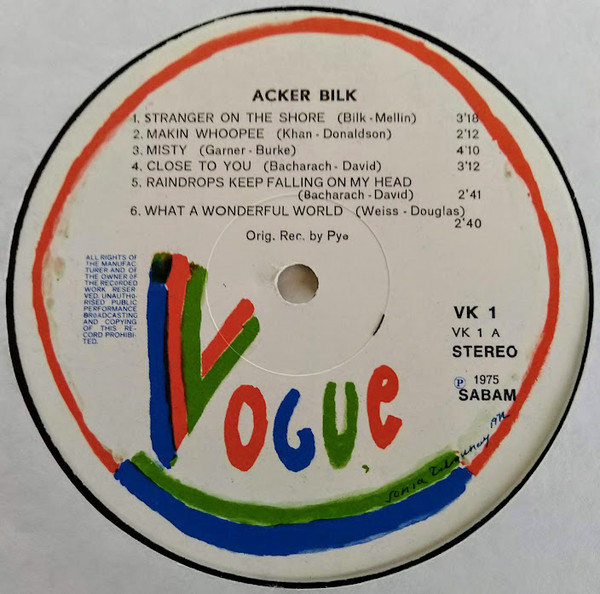 ACKER BILK
1. STRANGER ON THE SHORE (Bilk - Mellin) 3'18
2. MAKIN WHOOPEE (Khan - Donaldson) 2'12
3. MISTY (Garner - Burke) 4'10
4. CLOSE TO YOU (Bacharach - David) 3'12
5. RAINDROPS KEEP FALLING ON MY HEAD
(Bacharach - David) 2'41
6. WHAT A WONDERFUL WORLD (Weiss - Douglas)
2'40
Orig. Rec. by Pye
ALL RIGHTS OF
THE MANUFAC
TURER AND OF
THE OWNER OF
THE RECORDED
WORK RESER
VED. UNAUTHO-
RISED PUBLIC
PERFORMANCE
BROADCASTING
AND COPYING
OF THIS RE-
CORD PROHIBI-
TED.
VK 1
VK 1 A
STEREO
Ⓟ 1975
SABAM
VOGUE
sonia delaunay